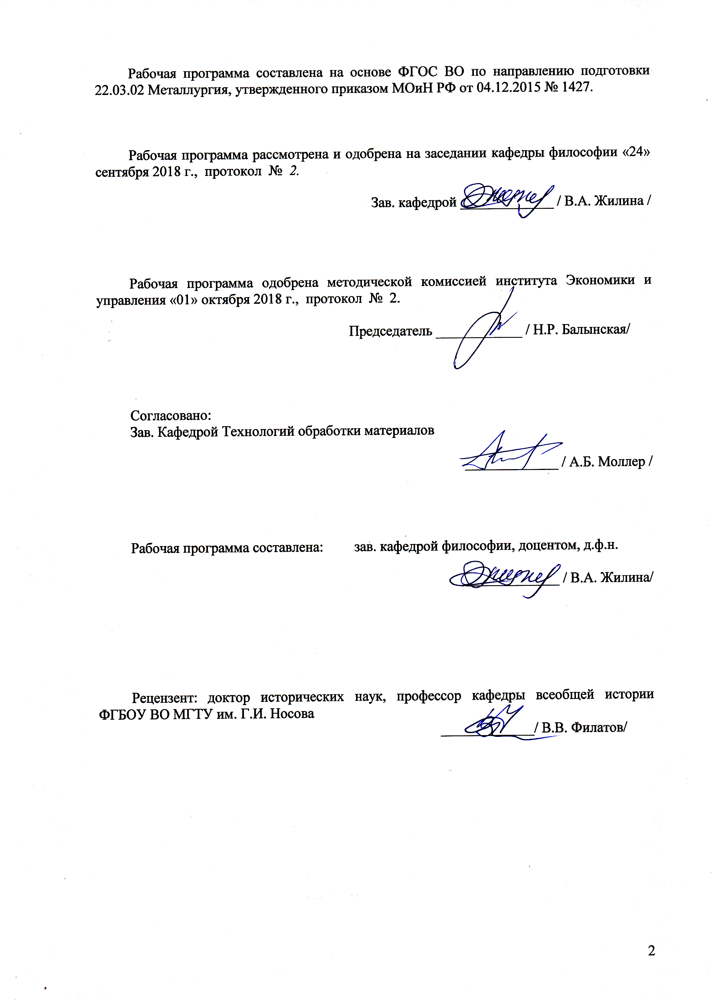 Рабочая программа составлена на основе ФГОС ВО по направлению подготовки
22.03.02 Металлургия, утвержденного приказом МОиН РФ от 04.12.2015 № 1427.
Рабочая программа рассмотрена и одобрена на заседании кафедры философии «24»
сентября 2018 г., протокол № 2.
Зав. кафедрой / В.А. Жилина /
Рабочая программа одобрена методической комиссией института Экономики и
управления «01» октября 2018 г., протокол № 2.
Председатель / Н.Р. Балынская/
Согласовано:
Зав. Кафедрой Технологий обработки материалов
/ А.Б. Моллер /
Рабочая программа составлена: зав. кафедрой философии, доцентом, д.ф.н.
/ В.А. Жилина/
Рецензент: доктор исторических наук, профессор кафедры всеобщей истории
ФГБОУ ВО МГТУ им. Г.И. Носова
/ В.В. Филатов/
2